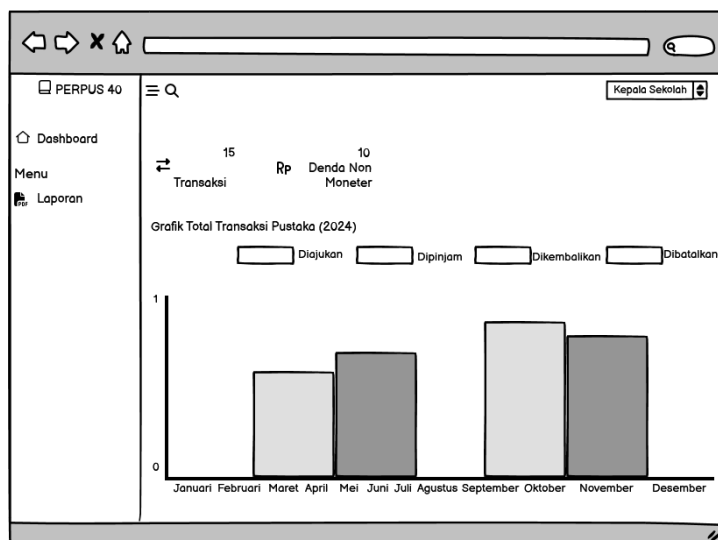 PERPUS 40
Kepala Sekolah
Dashboard
Menu
Laporan
PDF
15
Transaksi
Rp
10
Denda Non
Moneter
Grafik Total Transaksi Pustaka (2024)
Diajukan
Dipinjam
Dikembalikan
Dibatalkan
1
0
Januari Februari Maret April Mei Juni Juli Agustus September Oktober November Desember